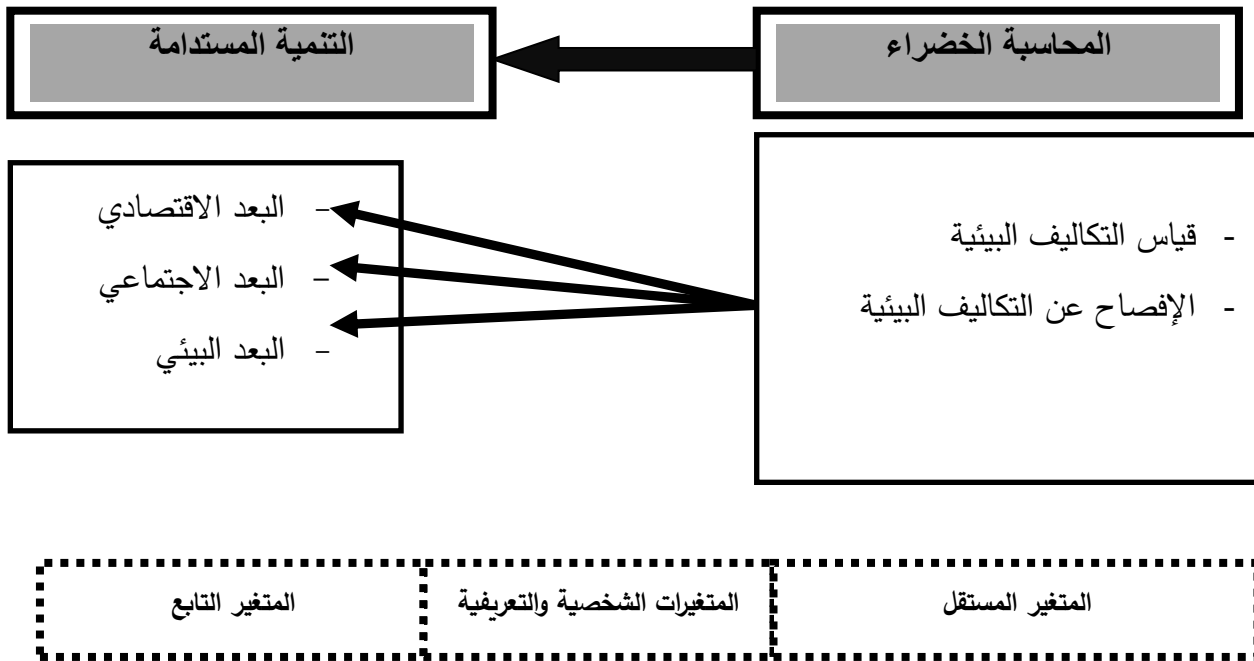 المحاسبة الخضراء
التنمية المستدامة
- قياس التكاليف البيئية
- الإفصاح عن التكاليف البيئية
- البعد الاقتصادي
- البعد الاجتماعي
- البعد البيئي
المتغير المستقل
المتغيرات الشخصية والتعريفية
المتغير التابع